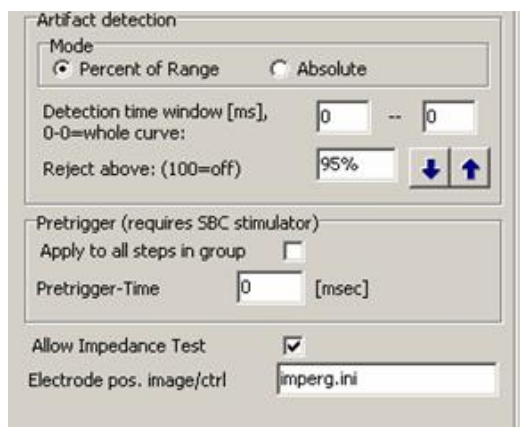 Artifact detection
Mode
Percent of Range Absolute
Detection time window [ms], 0 -- 0
0-0=whole curve:
Reject above: (100=off) 95%
Pretrigger (requires SBC stimulator)
Apply to all steps in group
Pretrigger-Time 0 [msec]
Allow Impedance Test
Electrode pos. image/ctrl imperg.ini